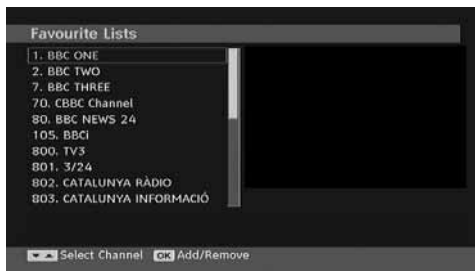 Favourite Lists
1. BBC ONE
2. BBC TWO
7. BBC THREE
70. CBBC Channel
80. BBC NEWS 24
105. BBCi
800. TV3
801. 3/24
802. CATALUNYA RÀDIO
803. CATALUNYA INFORMACIÓ
Select Channel OK Add/Remove